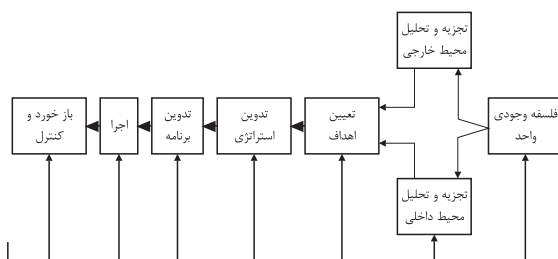 تجزیه و تحلیل
محیط خارجی
فلسفه وجودی
واحد
تعیین
اهداف
تدوین
استراتژی
تدوین
برنامه
اجرا
باز خورد و
کنترل
تجزیه و تحلیل
محیط داخلی